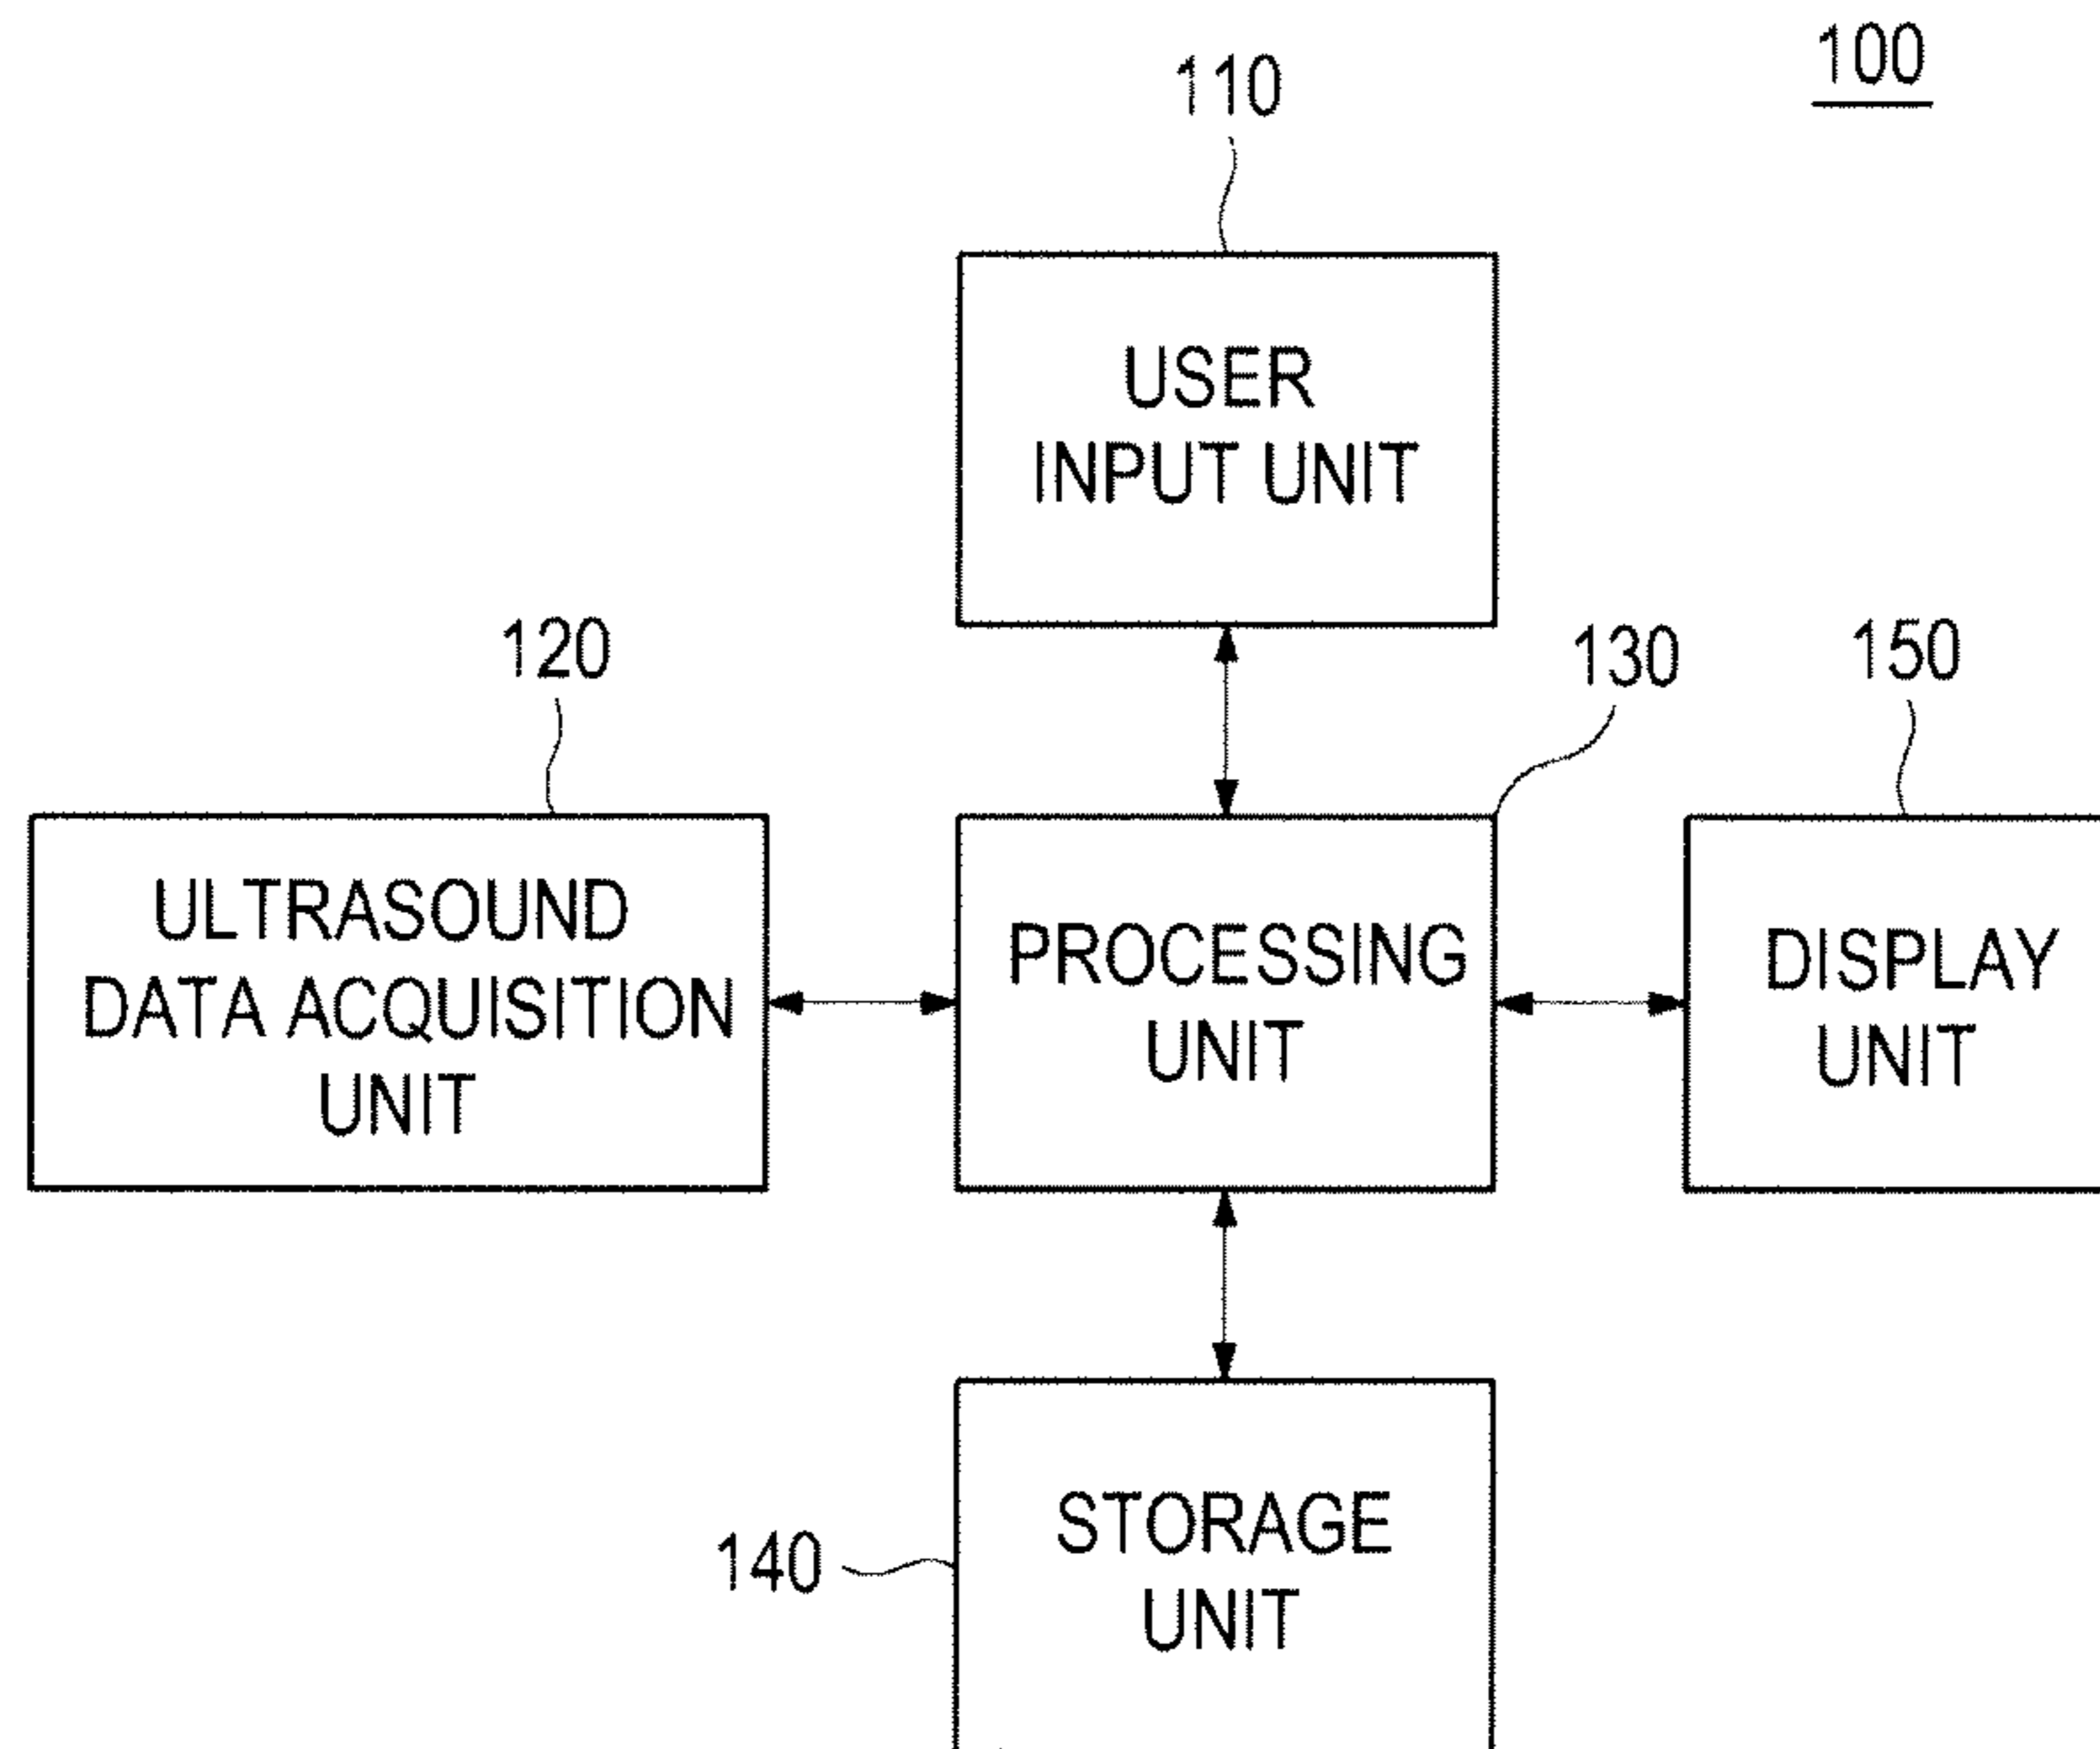 100
110
USER
INPUT UNIT
120
130
150
ULTRASOUND
DATA ACQUISITION
UNIT
PROCESSING
UNIT
DISPLAY
UNIT
140
STORAGE
UNIT